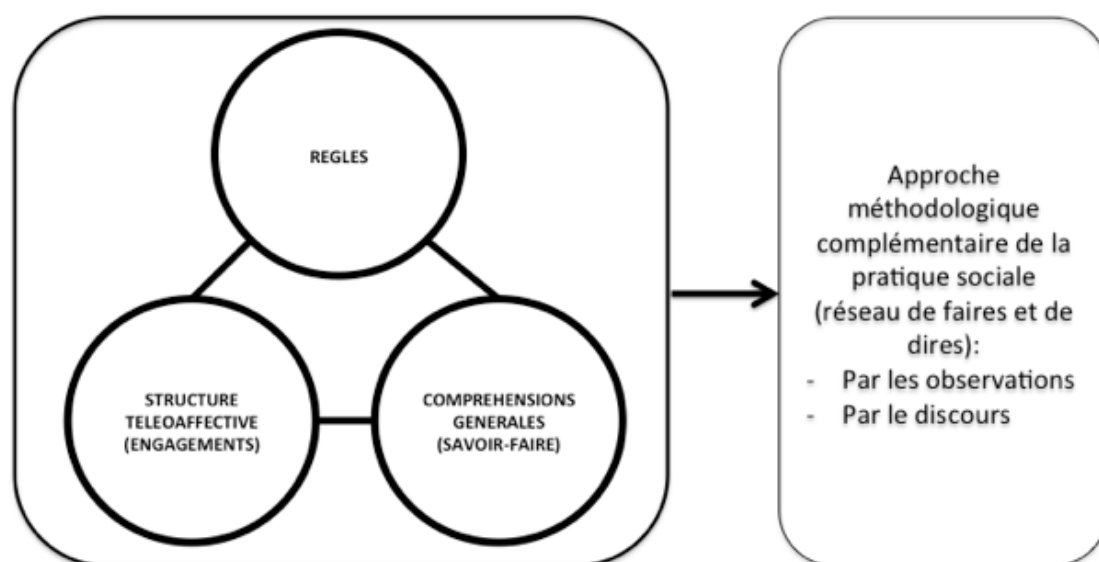 REGLES
STRUCTURE
TELEOAFFECTIVE
(ENGAGEMENTS)
COMPREHENSIONS
GENERALES
(SAVOIR-FAIRE)
Approche
méthodologique
complémentaire de la
pratique sociale
(réseau de faires et de
dires):
- Par les observations
- Par le discours